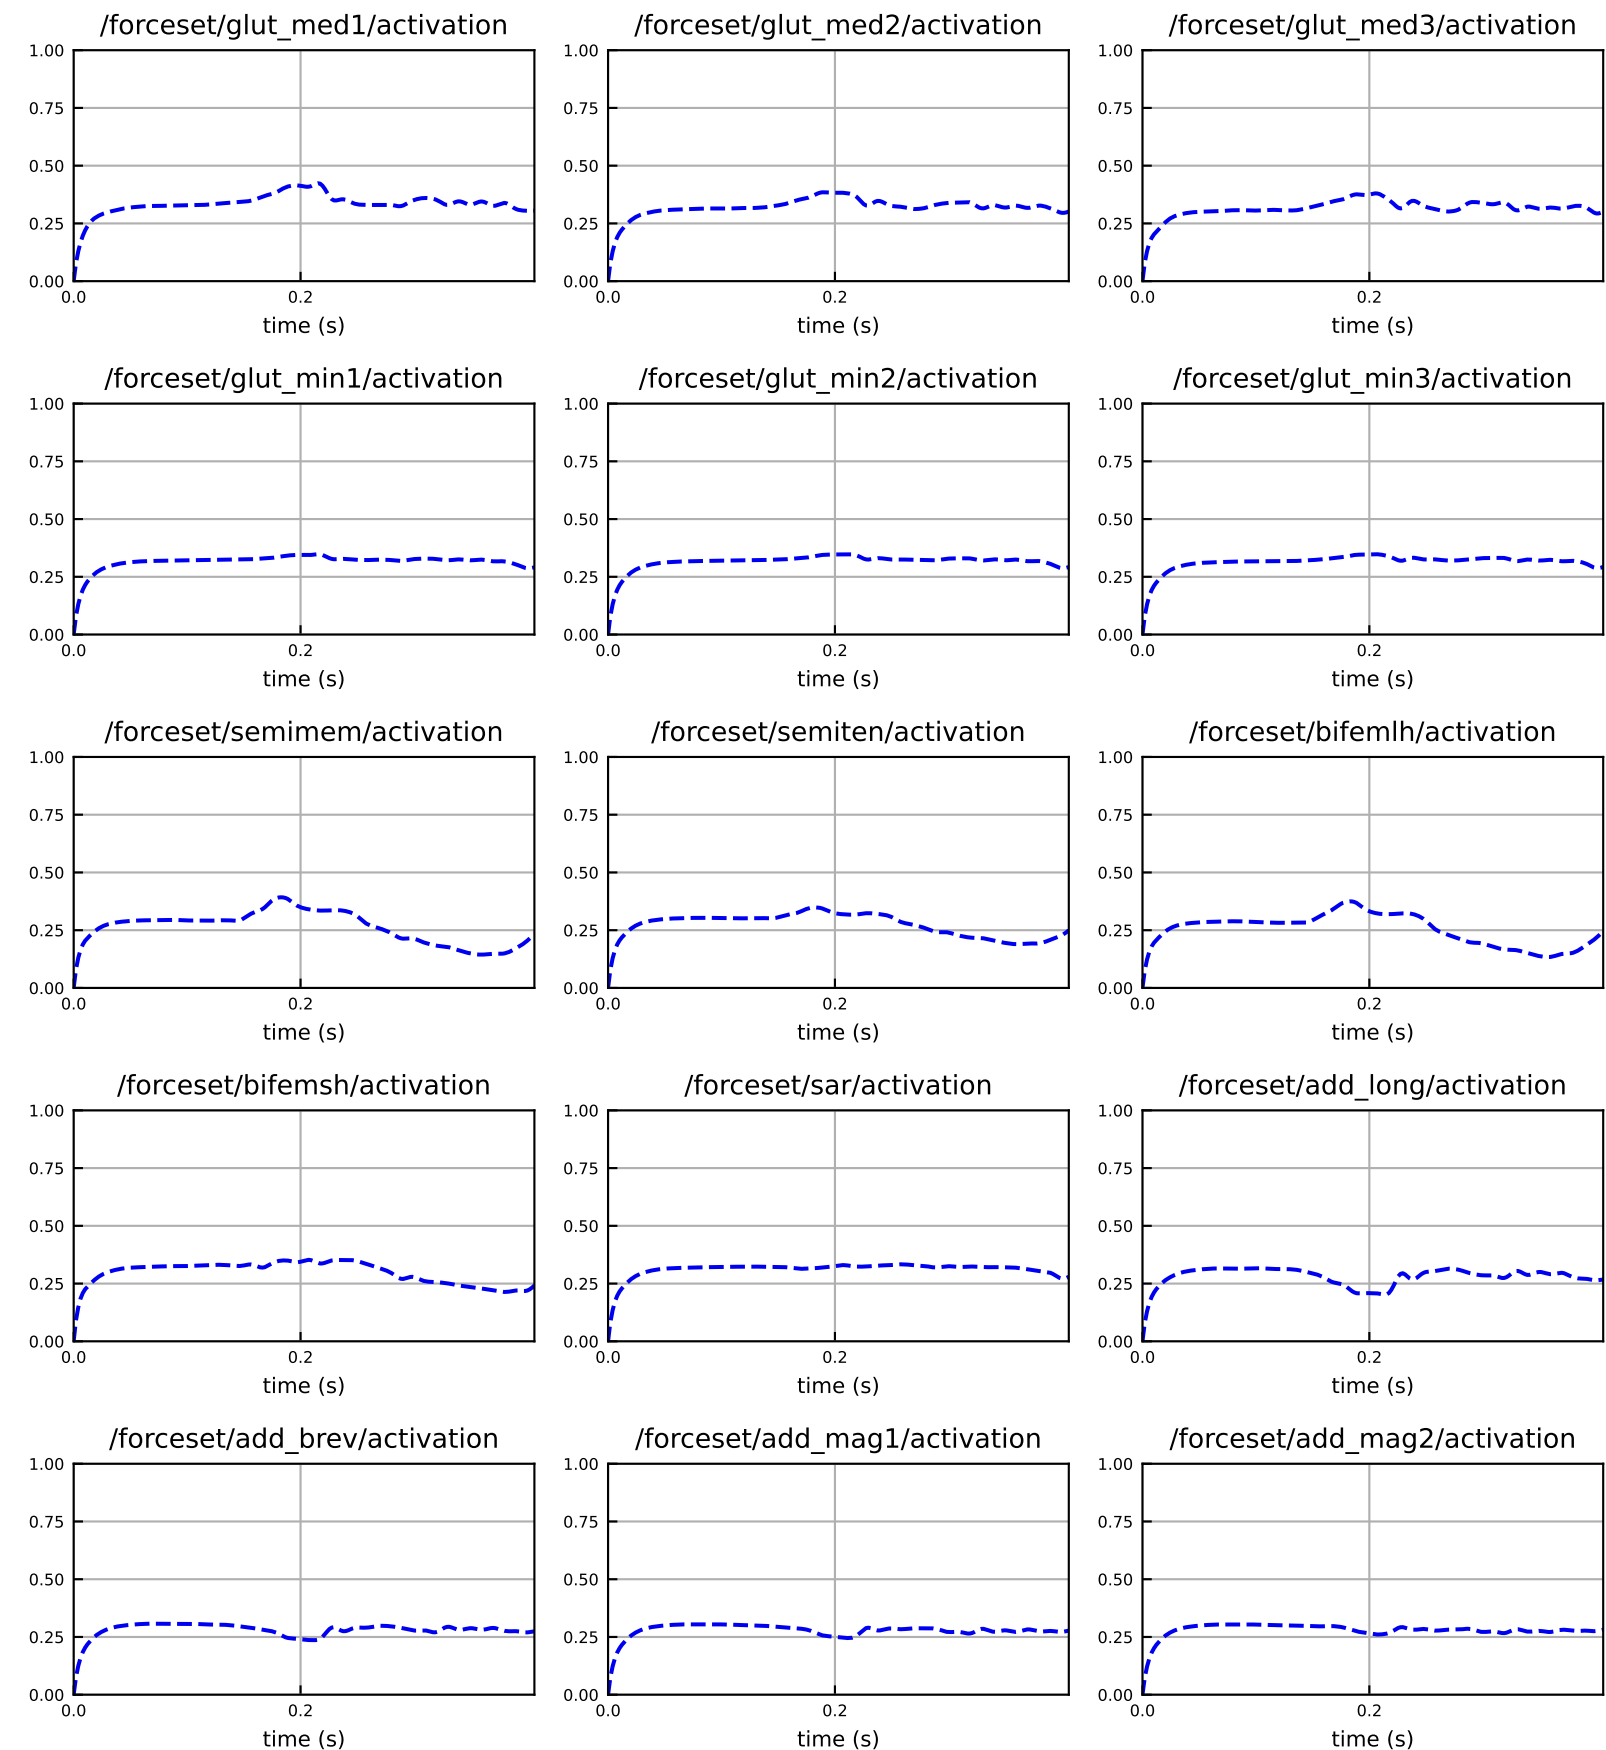 /forceset/glut_med1/activation /forceset/glut_med2/activation /forceset/glut_med3/activation
1.00 1.00 1.00
0.75 0.75 0.75
0.50 0.50 0.50
0.25 0.25 0.25
0.00 0.00 0.00
0.0 0.2 0.0 0.2 0.0 0.2
time (s) time (s) time (s)
/forceset/glut_min1/activation /forceset/glut_min2/activation /forceset/glut_min3/activation
1.00 1.00 1.00
0.75 0.75 0.75
0.50 0.50 0.50
0.25 0.25 0.25
0.00 0.00 0.00
0.0 0.2 0.0 0.2 0.0 0.2
time (s) time (s) time (s)
/forceset/semimem/activation /forceset/semiten/activation /forceset/bifemlh/activation
1.00 1.00 1.00
0.75 0.75 0.75
0.50 0.50 0.50
0.25 0.25 0.25
0.00 0.00 0.00
0.0 0.2 0.0 0.2 0.0 0.2
time (s) time (s) time (s)
/forceset/bifemsh/activation /forceset/sar/activation /forceset/add_long/activation
1.00 1.00 1.00
0.75 0.75 0.75
0.50 0.50 0.50
0.25 0.25 0.25
0.00 0.00 0.00
0.0 0.2 0.0 0.2 0.0 0.2
time (s) time (s) time (s)
/forceset/add_brev/activation /forceset/add_mag1/activation /forceset/add_mag2/activation
1.00 1.00 1.00
0.75 0.75 0.75
0.50 0.50 0.50
0.25 0.25 0.25
0.00 0.00 0.00
0.0 0.2 0.0 0.2 0.0 0.2
time (s) time (s) time (s)